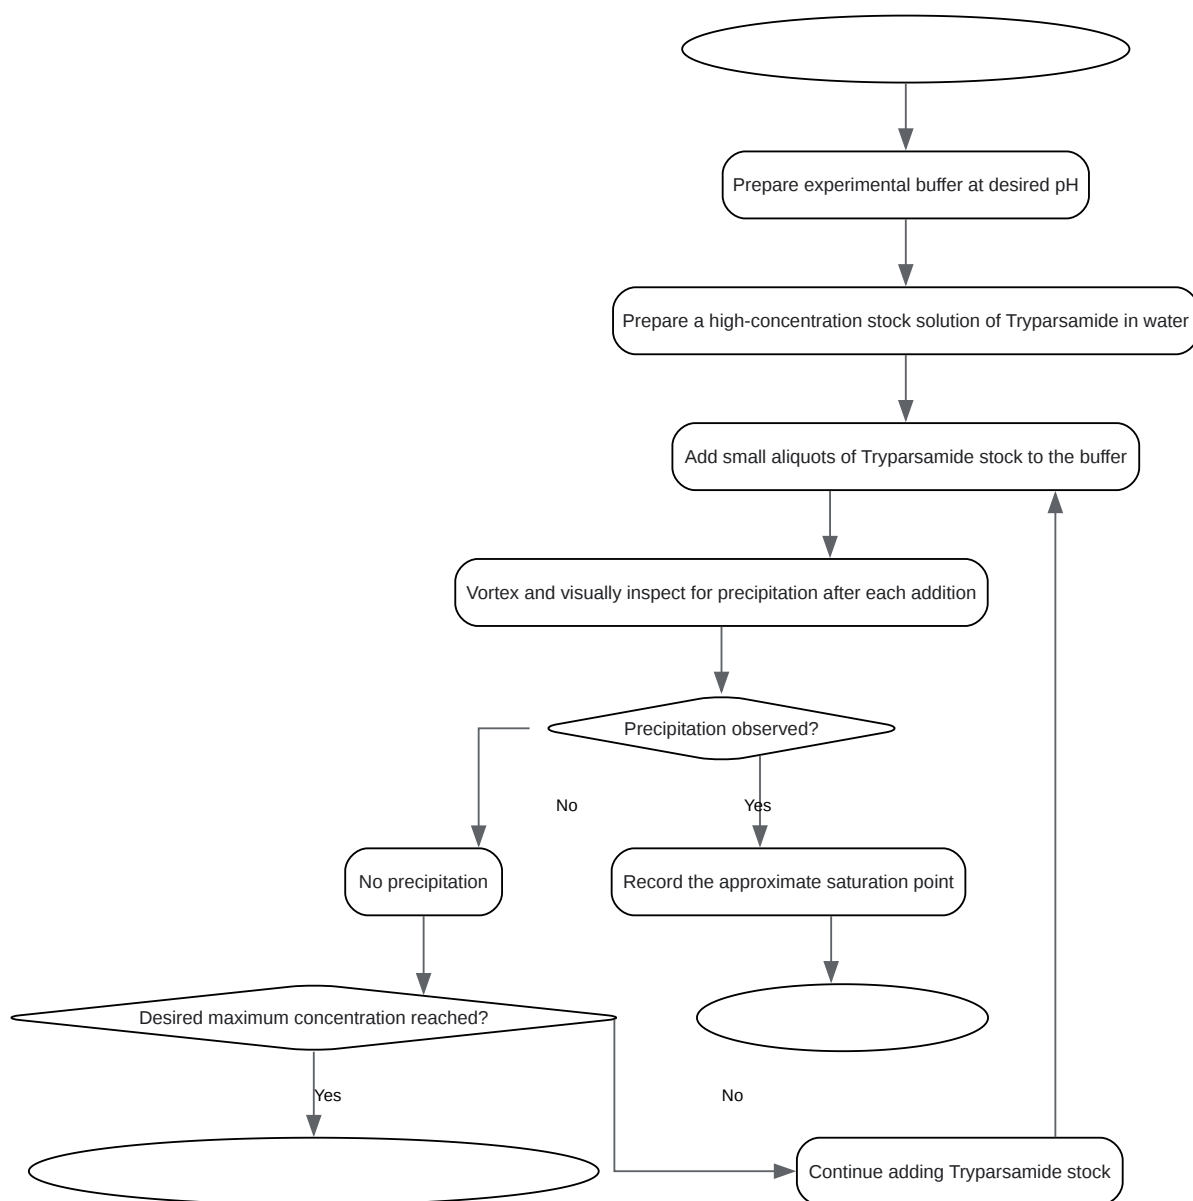 Prepare experimental buffer at desired pH
Prepare a high-concentration stock solution of Tryparsamide in water
Add small aliquots of Tryparsamide stock to the buffer
Vortex and visually inspect for precipitation after each addition
Precipitation observed?
No
Yes
No precipitation
Record the approximate saturation point
Desired maximum concentration reached?
Yes
No
Continue adding Tryparsamide stock